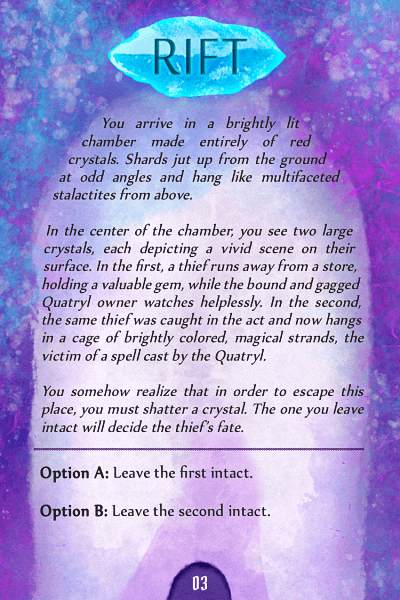 RIFT
You arrive in a brightly lit
chamber made entirely of red
crystals. Shards jut up from the ground
at odd angles and hang like multifaceted
stalactites from above.
In the center of the chamber, you see two large
crystals, each depicting a vivid scene on their
surface. In the first, a thief runs away from a store,
holding a valuable gem, while the bound and gagged
Quatryl owner watches helplessly. In the second,
the same thief was caught in the act and now hangs
in a cage of brightly colored, magical strands, the
victim of a spell cast by the Quatryl.
You somehow realize that in order to escape this
place, you must shatter a crystal. The one you leave
intact will decide the thief's fate.
Option A: Leave the first intact.
Option B: Leave the second intact.
03